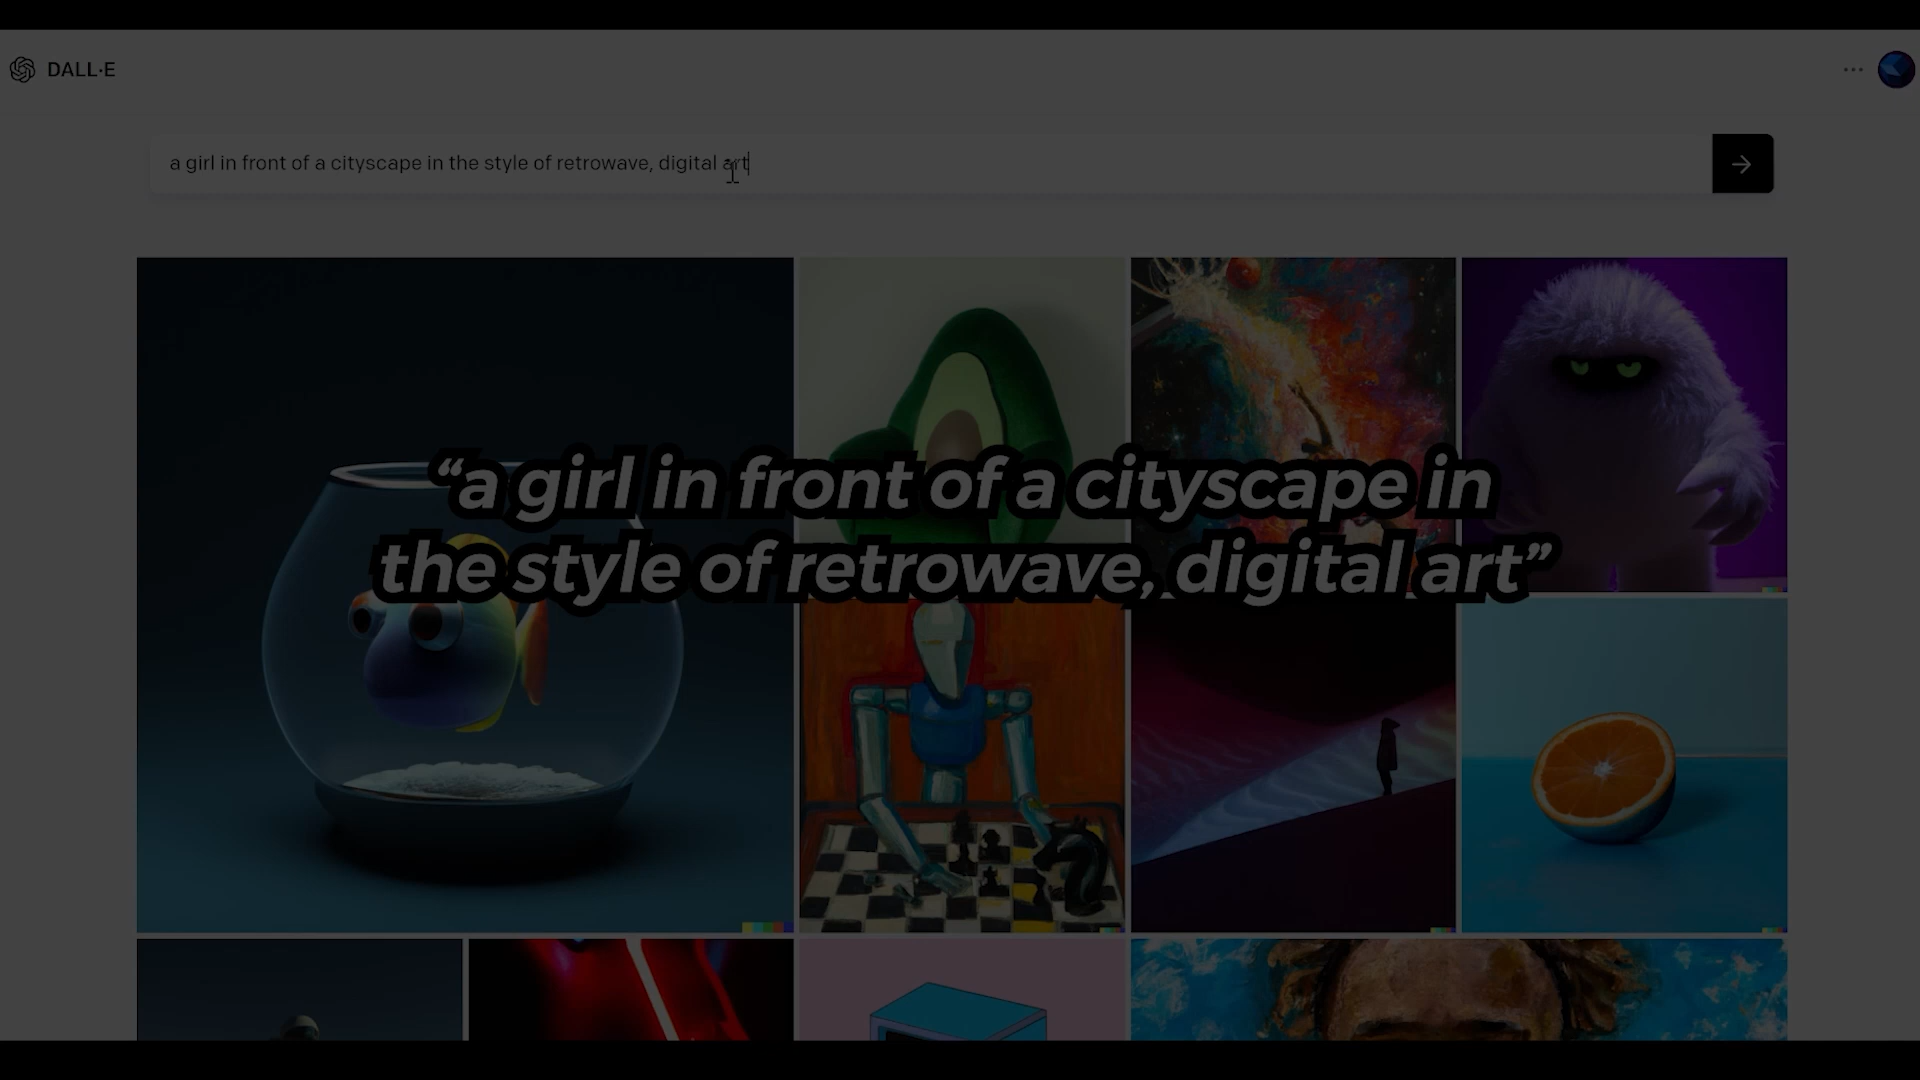 DALL·E
a girl in front of a cityscape in the style of retrowave, digital art
“a girl in front of a cityscape in
the style of retrowave, digital art”